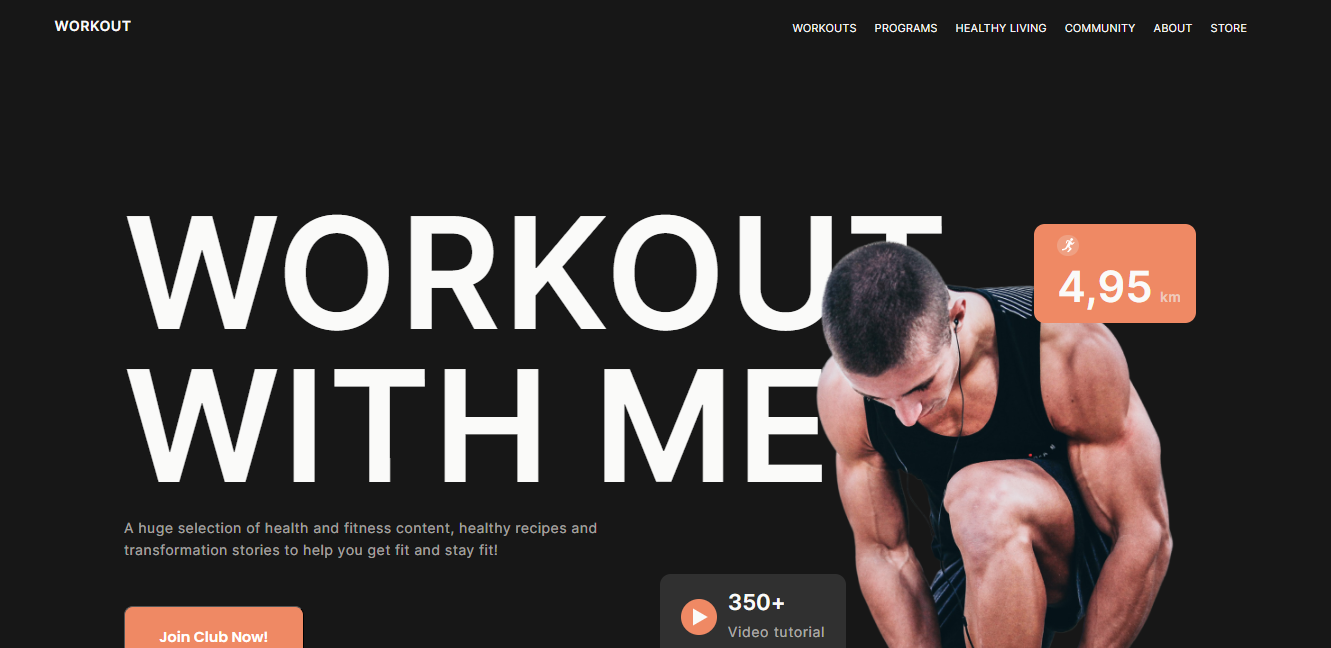 WORKOUT
WORKOUTS PROGRAMS HEALTHY LIVING COMMUNITY ABOUT STORE
WORKOUT
WITH ME
4,95 km
A huge selection of health and fitness content, healthy recipes and
transformation stories to help you get fit and stay fit!
Join Club Now!
350+
Video tutorial